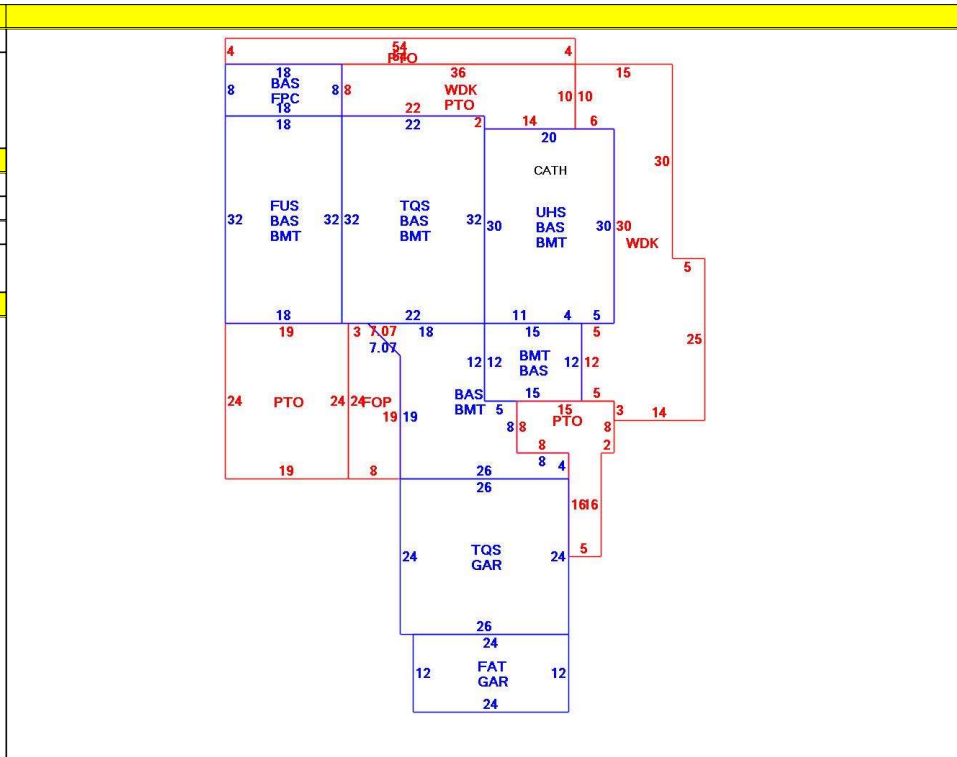 4 54 4
54
PTO
18 36 15
8 BAS 8 8 WDK 10 10
FPC PTO
18 22
18 22 2 14 6
20
CATH
30
32 FUS 32 32 TQS 32 30 UHS 30 30
BAS BAS BAS WDK
BMT BMT BMT
5
18 22 11 4 5
19 3 7.07 18 15 5
7.07
25
12 12 BMT 12 12
BAS
24 PTO 24 24 FOP 19 19 BAS 5 15 5
BMT 15 3 14
8 8 PTO 8
8 2
8 4
19 8 26
26
16 16
24 TQS 24 5
GAR
26
24
12 FAT 12
GAR
24